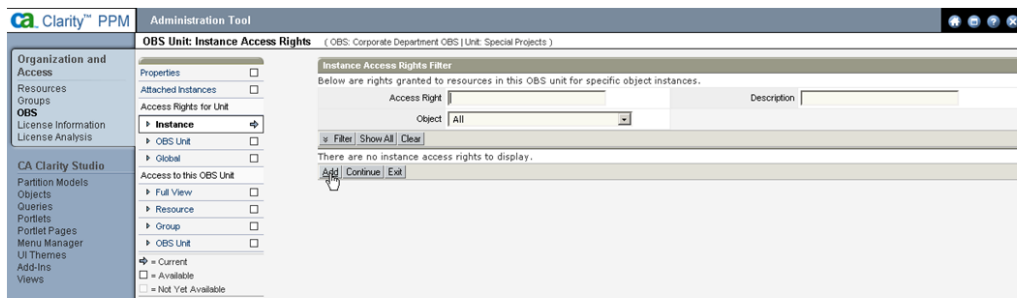 ca. Clarity™ PPM
Administration Tool
OBS Unit: Instance Access Rights ( OBS: Corporate Department OBS | Unit: Special Projects )
Organization and
Access
Resources
Groups
OBS
License Information
License Analysis
CA Clarity Studio
Partition Models
Objects
Queries
Portlets
Portlet Pages
Menu Manager
UI Themes
Add-Ins
Views
Properties
Attached Instances
Access Rights for Unit
Instance
OBS Unit
Global
Access to this OBS Unit
Full View
Resource
Group
OBS Unit
= Current
= Available
= Not Yet Available
Instance Access Rights Filter
Below are rights granted to resources in this OBS unit for specific object instances.
Access Right
Description
Object All
Filter Show All Clear
There are no instance access rights to display.
Add Continue Exit